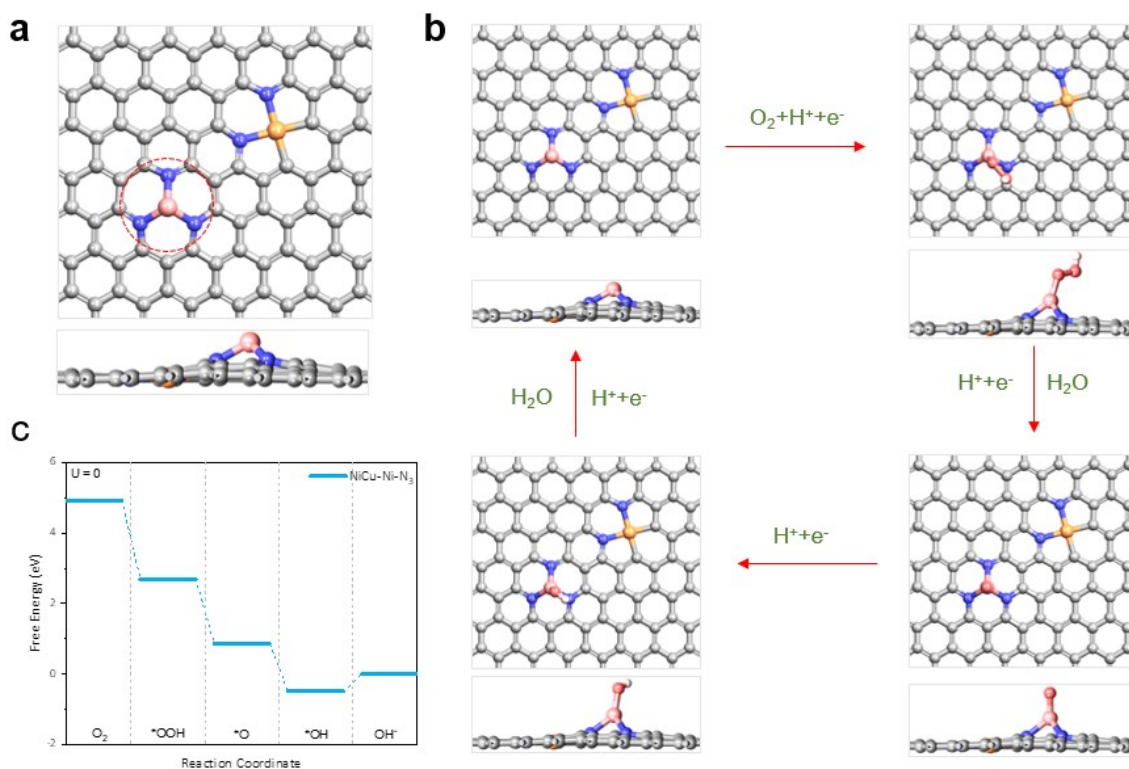 a
b
O₂+H⁺+e⁻
H₂O
H⁺+e⁻
H⁺+e⁻
H₂O
H⁺+e⁻
c
U = 0
NiCu-Ni-N₃
Free Energy (eV)
6
4
2
0
-2
O₂
*OOH
*O
*OH
OH⁻
Reaction Coordinate